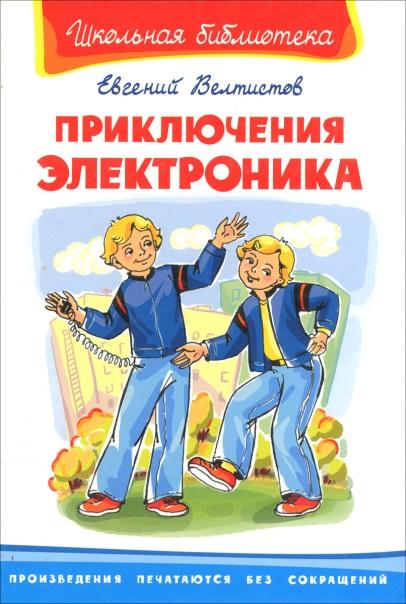 Школьная библиотека
Евгений Велтистов
ПРИКЛЮЧЕНИЯ
ЭЛЕКТРОНИКА
ПРОИЗВЕДЕНИЯ ПЕЧАТАЮТСЯ БЕЗ СОКРАЩЕНИЙ